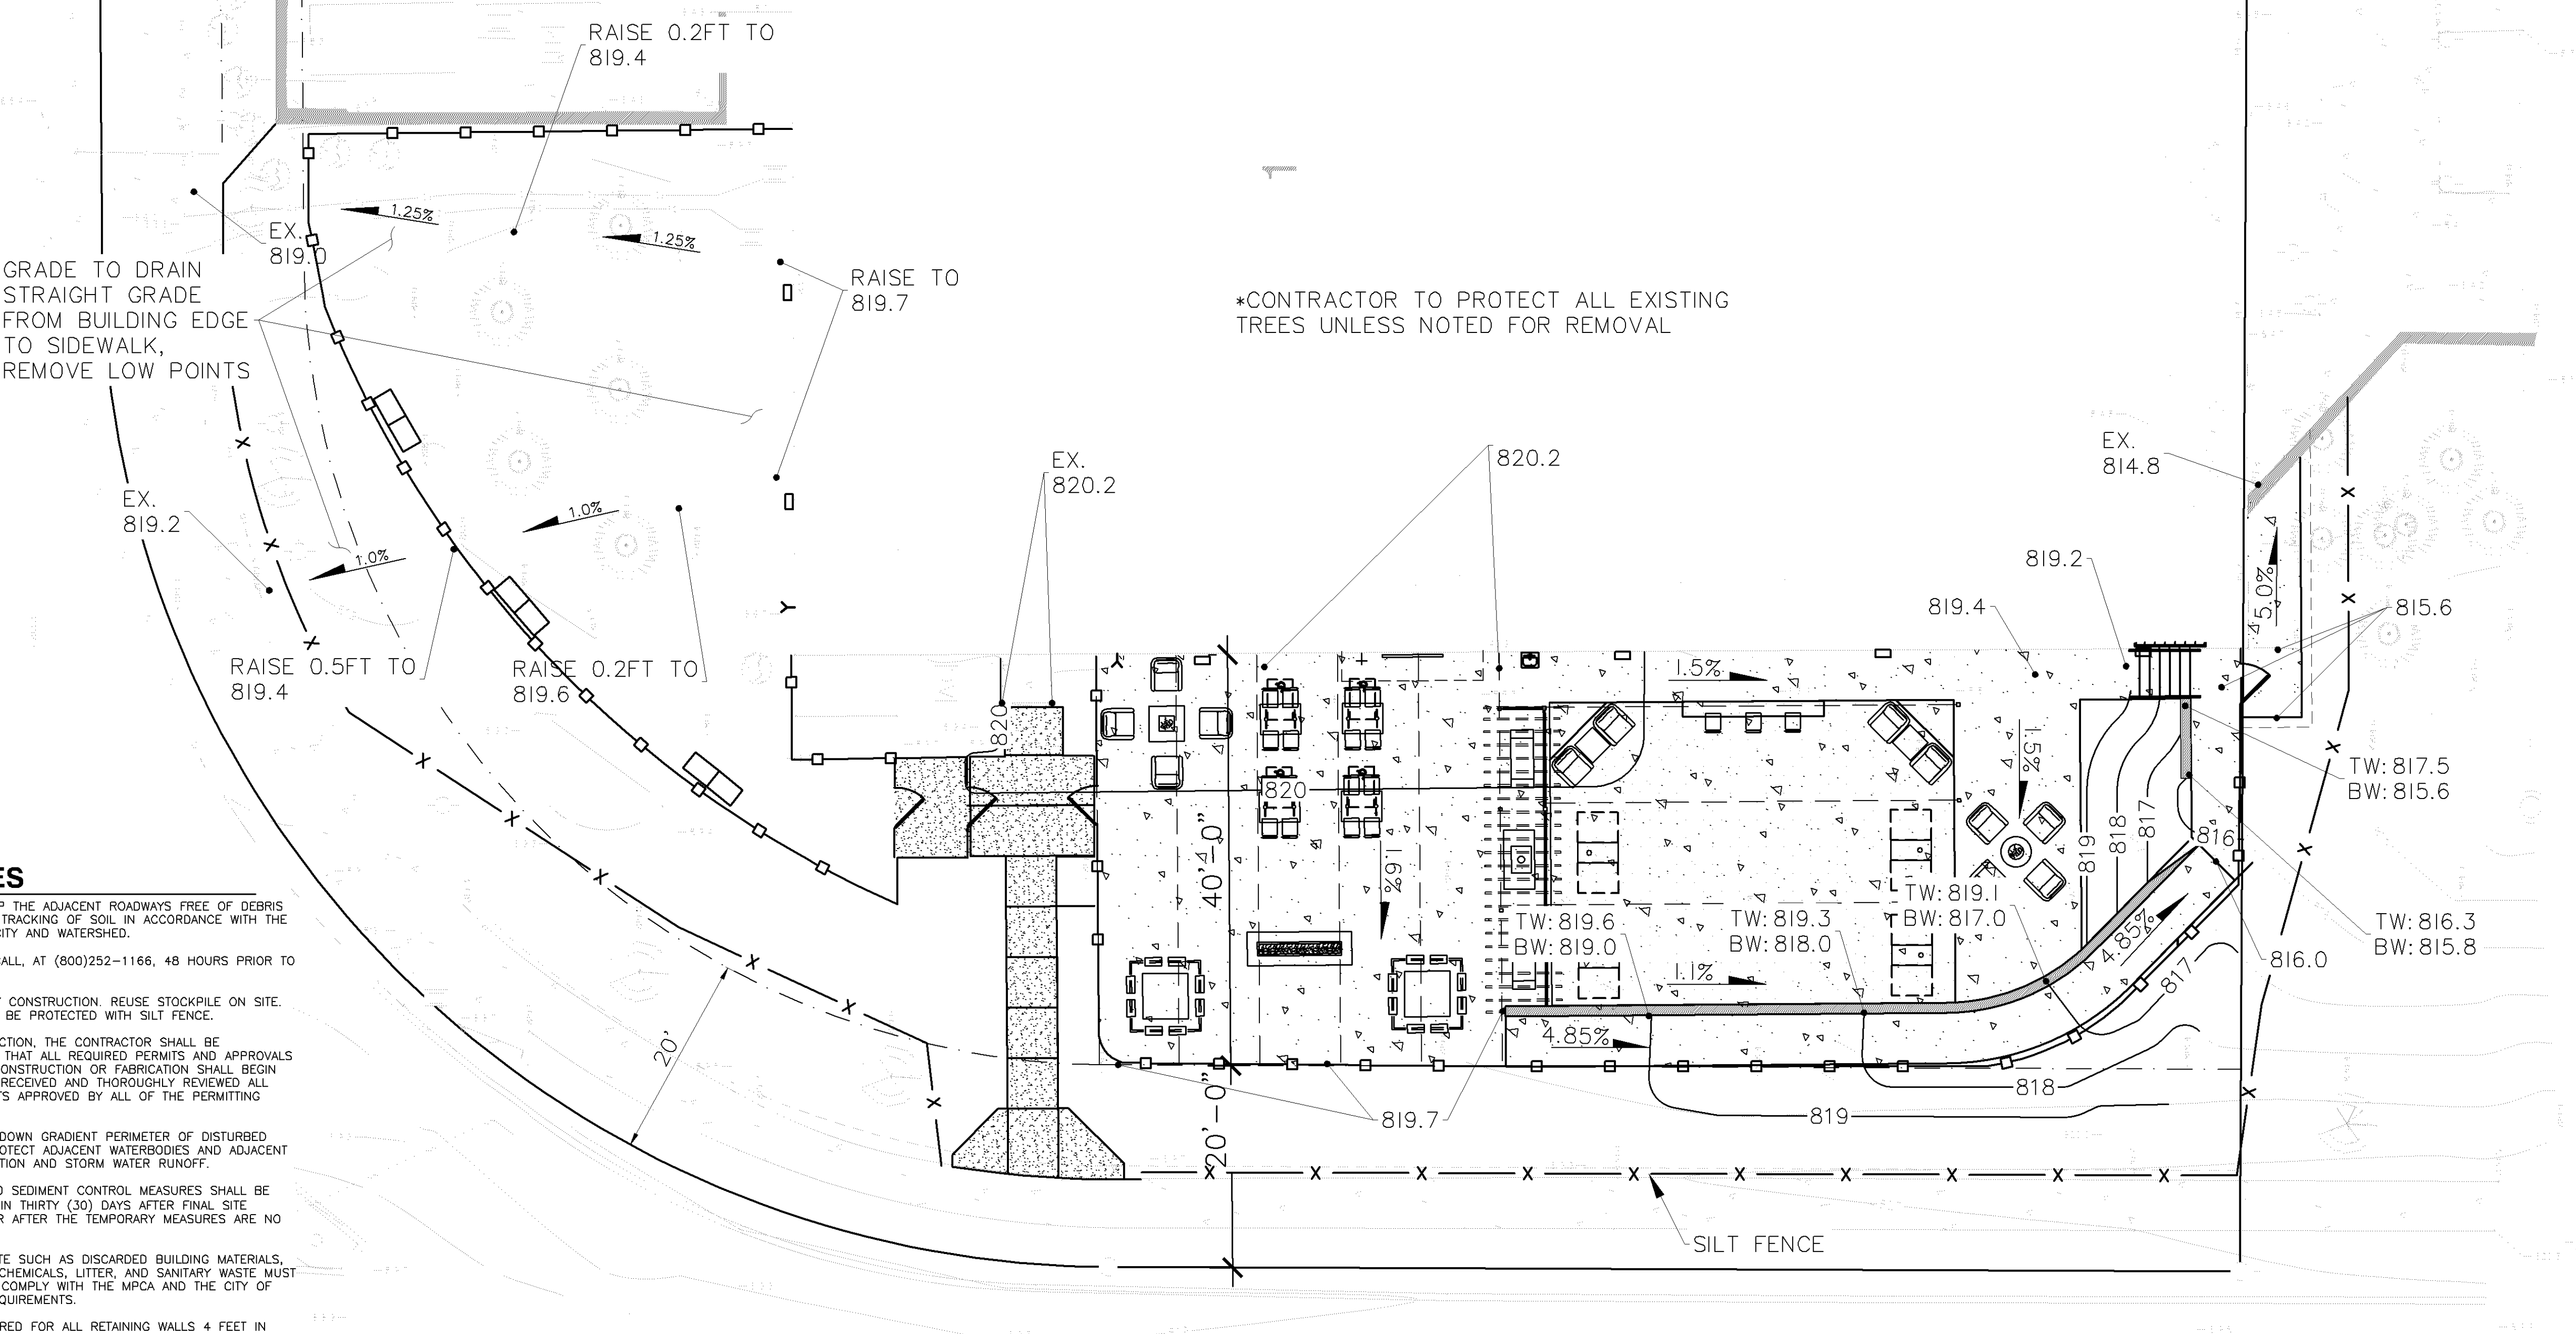 RAISE 0.2FT TO
819.4
1.25%
1.25%
EX.
819.0
GRADE TO DRAIN
STRAIGHT GRADE
FROM BUILDING EDGE
TO SIDEWALK,
REMOVE LOW POINTS
RAISE TO
819.7
*CONTRACTOR TO PROTECT ALL EXISTING
TREES UNLESS NOTED FOR REMOVAL
EX.
820.2
820.2
EX.
814.8
EX.
819.2
1.0%
1.0%
819.2
5.0%
815.6
819.4
RAISE 0.5FT TO
819.4
RAISE 0.2FT TO
819.6
1.5%
820
1.5%
TW: 817.5
BW: 815.6
820
819
818
817
816
40'-0"
1.6%
TW: 819.6
BW: 819.0
TW: 819.3
BW: 818.0
TW: 819.1
BW: 817.0
TW: 816.3
BW: 815.8
4.85%
816.0
1.1%
817
4.85%
20'
818
819.7
819
20'-0"
X X X X X X X X X X
SILT FENCE
ES
P THE ADJACENT ROADWAYS FREE OF DEBRIS
TRACKING OF SOIL IN ACCORDANCE WITH THE
CITY AND WATERSHED.
CALL, AT (800)252-1166, 48 HOURS PRIOR TO
T CONSTRUCTION. REUSE STOCKPILE ON SITE.
BE PROTECTED WITH SILT FENCE.
CTION, THE CONTRACTOR SHALL BE
THAT ALL REQUIRED PERMITS AND APPROVALS
CONSTRUCTION OR FABRICATION SHALL BEGIN
RECEIVED AND THOROUGHLY REVIEWED ALL
TS APPROVED BY ALL OF THE PERMITTING
DOWN GRADIENT PERIMETER OF DISTURBED
OTECT ADJACENT WATERBODIES AND ADJACENT
TION AND STORM WATER RUNOFF.
D SEDIMENT CONTROL MEASURES SHALL BE
IN THIRTY (30) DAYS AFTER FINAL SITE
R AFTER THE TEMPORARY MEASURES ARE NO
TE SUCH AS DISCARDED BUILDING MATERIALS,
CHEMICALS, LITTER, AND SANITARY WASTE MUST
COMPLY WITH THE MPCA AND THE CITY OF
QUIREMENTS.
RED FOR ALL RETAINING WALLS 4 FEET IN